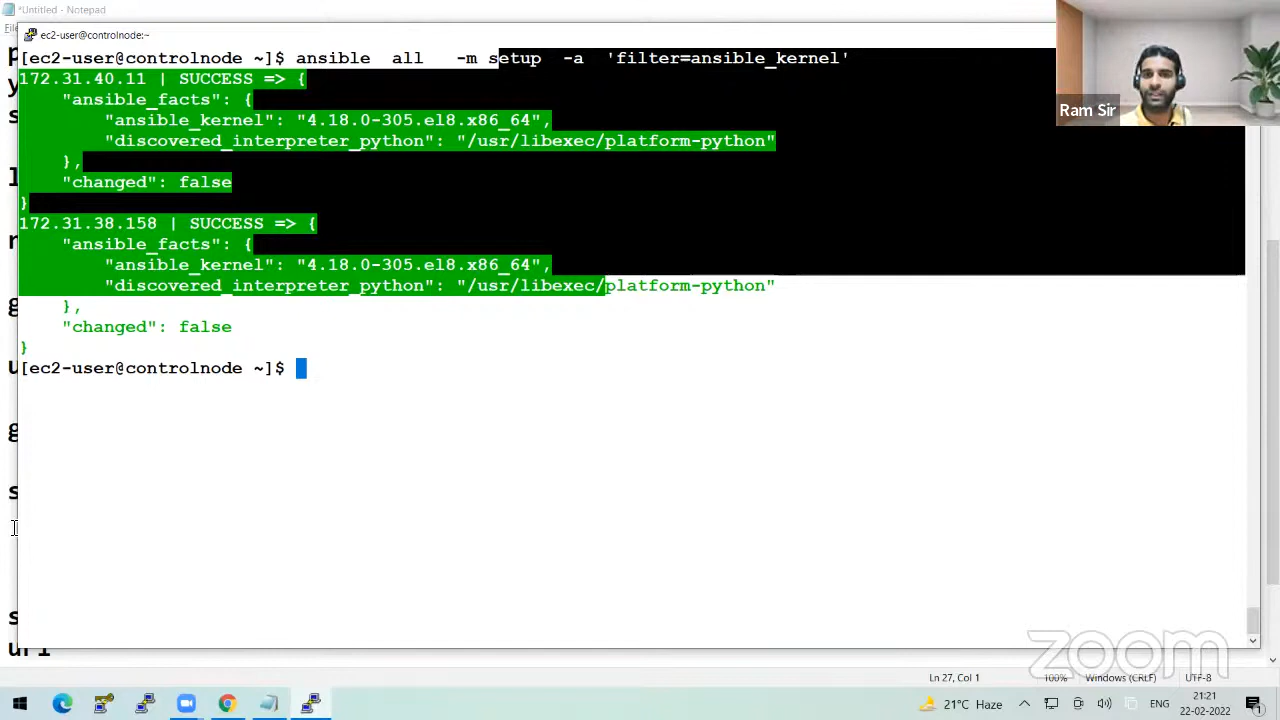 *Untitled - Notepad
ec2-user@controlnode:~
[ec2-user@controlnode ~]$ ansible  all   -m setup  -a  'filter=ansible_kernel'
172.31.40.11 | SUCCESS => {
    "ansible_facts": {
        "ansible_kernel": "4.18.0-305.el8.x86_64",
        "discovered_interpreter_python": "/usr/libexec/platform-python"
    },
    "changed": false
}
172.31.38.158 | SUCCESS => {
    "ansible_facts": {
        "ansible_kernel": "4.18.0-305.el8.x86_64",
        "discovered_interpreter_python": "/usr/libexec/platform-python"
    },
    "changed": false
}
[ec2-user@controlnode ~]$
Ram Sir
zoom
Ln 27, Col 1
100%
Windows (CRLF)
UTF-8
21°C Haze
ENG
21:21
22-02-2022
1